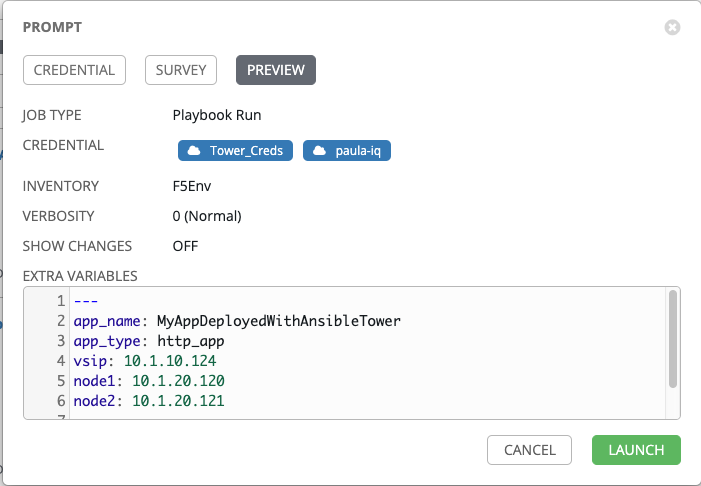 PROMPT
CREDENTIAL SURVEY PREVIEW
JOB TYPE Playbook Run
CREDENTIAL Tower_Creds paula-iq
INVENTORY F5Env
VERBOSITY 0 (Normal)
SHOW CHANGES OFF
EXTRA VARIABLES
1 ---
2 app_name: MyAppDeployedWithAnsibleTower
3 app_type: http_app
4 vsip: 10.1.10.124
5 node1: 10.1.20.120
6 node2: 10.1.20.121
CANCEL LAUNCH